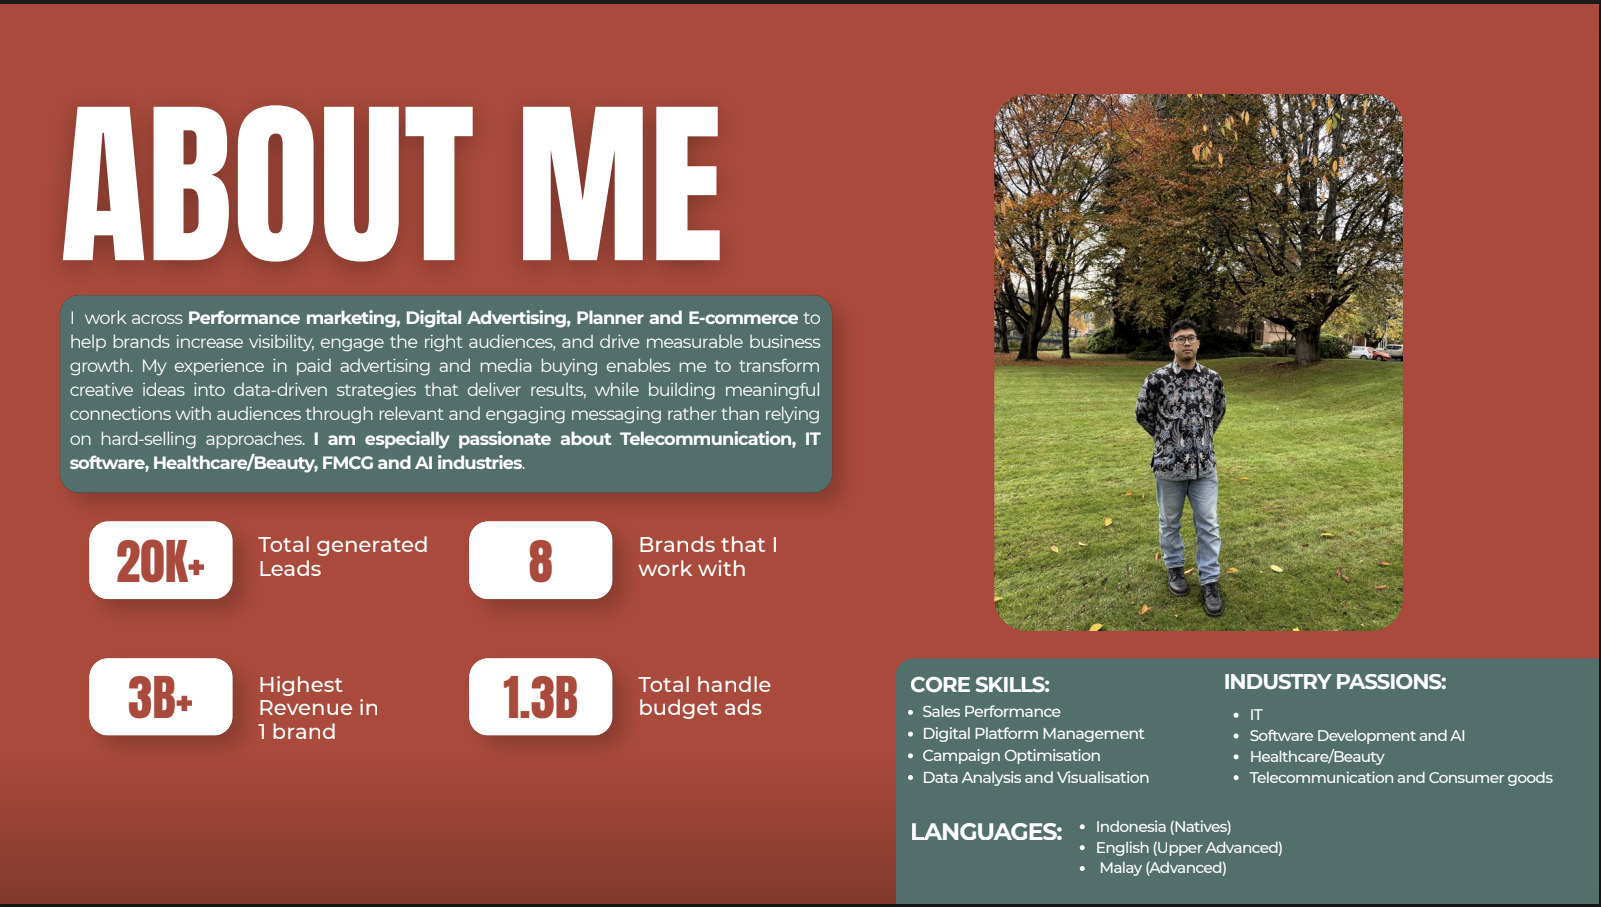 ABOUT ME
I work across Performance marketing, Digital Advertising, Planner and E-commerce to
help brands increase visibility, engage the right audiences, and drive measurable business
growth. My experience in paid advertising and media buying enables me to transform
creative ideas into data-driven strategies that deliver results, while building meaningful
connections with audiences through relevant and engaging messaging rather than relying
on hard-selling approaches. I am especially passionate about Telecommunication, IT
software, Healthcare/Beauty, FMCG and AI industries.
20K+
Total generated
Leads
8
Brands that I
work with
3B+
Highest
Revenue in
1 brand
1.3B
Total handle
budget ads
CORE SKILLS:
• Sales Performance
• Digital Platform Management
• Campaign Optimisation
• Data Analysis and Visualisation
INDUSTRY PASSIONS:
• IT
• Software Development and AI
• Healthcare/Beauty
• Telecommunication and Consumer goods
LANGUAGES:
• Indonesia (Natives)
• English (Upper Advanced)
• Malay (Advanced)